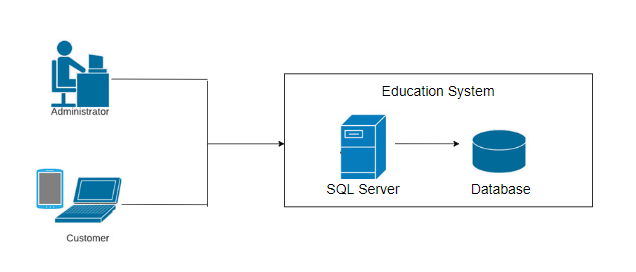 Administrator
Education System
SQL Server
Database
Customer